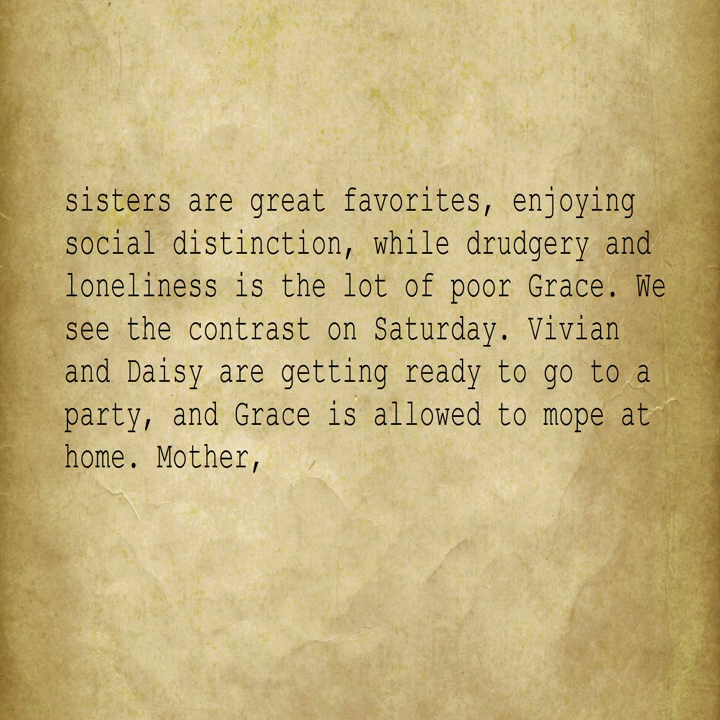 sisters are great favorites, enjoying
social distinction, while drudgery and
loneliness is the lot of poor Grace. We
see the contrast on Saturday. Vivian
and Daisy are getting ready to go to a
party, and Grace is allowed to mope at
home. Mother,